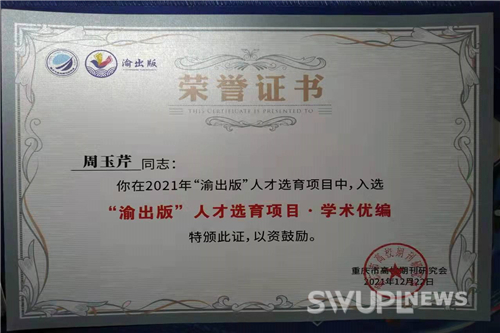 渝出版
荣誉证书
THIS CERTIFICATE IS PRESENTED TO
周玉芹 同志：
你在2021年“渝出版”人才选育项目中，入选
“渝出版”人才选育项目·学术优编
特颁此证，以资鼓励。
重庆市高校期刊研究会
2021年12月22日
SWUPLNEWS